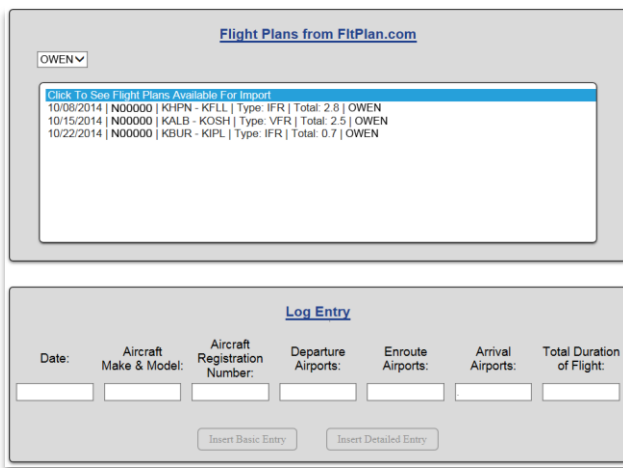 Flight Plans from FltPlan.com
OWEN
Click To See Flight Plans Available For Import
10/08/2014 | N00000 | KHPN - KFLL | Type: IFR | Total: 2.8 | OWEN
10/15/2014 | N00000 | KALB - KOSH | Type: VFR | Total: 2.5 | OWEN
10/22/2014 | N00000 | KBUR - KIPL | Type: IFR | Total: 0.7 | OWEN
Log Entry
Date:
Aircraft
Make & Model:
Aircraft
Registration
Number:
Departure
Airports:
Enroute
Airports:
Arrival
Airports:
Total Duration
of Flight:
Insert Basic Entry
Insert Detailed Entry